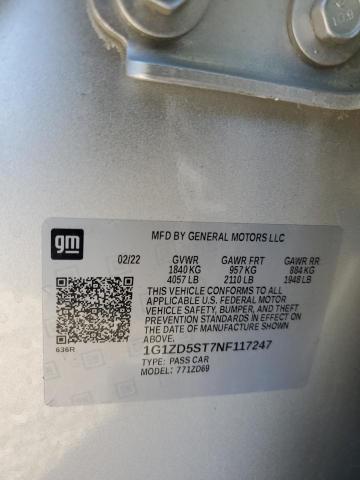 gm
MFD BY GENERAL MOTORS LLC
02/22 GVWR GAWR FRT GAWR RR
1840 KG 957 KG 884 KG
4057 LB 2110 LB 1948 LB
THIS VEHICLE CONFORMS TO ALL
APPLICABLE U.S. FEDERAL MOTOR
VEHICLE SAFETY, BUMPER, AND THEFT
PREVENTION STANDARDS IN EFFECT ON
THE DATE OF MANUFACTURE SHOWN
ABOVE.
636R
1G1ZD5ST7NF117247
TYPE: PASS CAR
MODEL: 771ZD69